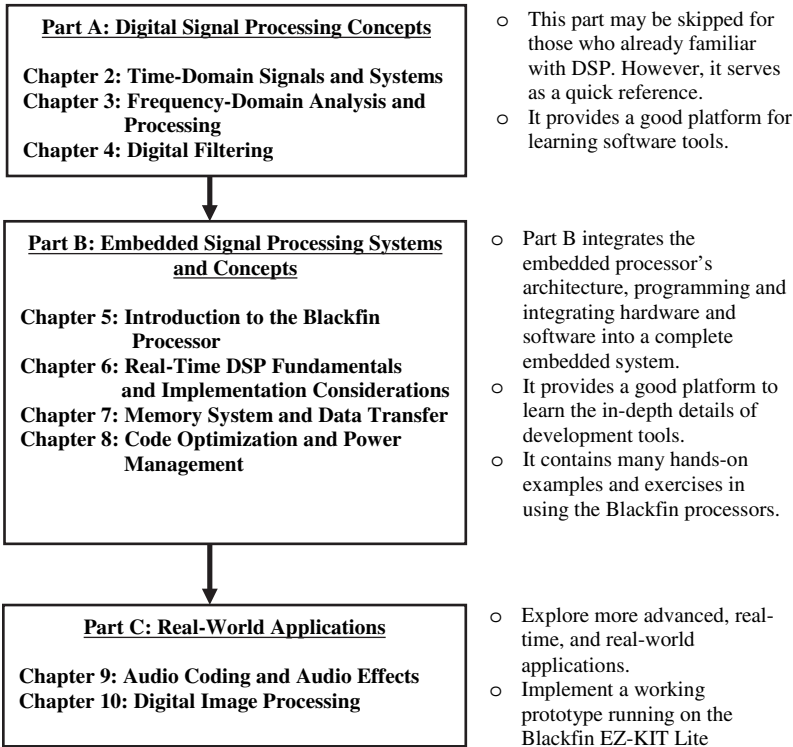 Part A: Digital Signal Processing Concepts
Chapter 2: Time-Domain Signals and Systems
Chapter 3: Frequency-Domain Analysis and
Processing
Chapter 4: Digital Filtering
o This part may be skipped for
those who already familiar
with DSP. However, it serves
as a quick reference.
o It provides a good platform for
learning software tools.
Part B: Embedded Signal Processing Systems
and Concepts
Chapter 5: Introduction to the Blackfin
Processor
Chapter 6: Real-Time DSP Fundamentals
and Implementation Considerations
Chapter 7: Memory System and Data Transfer
Chapter 8: Code Optimization and Power
Management
o Part B integrates the
embedded processor's
architecture, programming and
integrating hardware and
software into a complete
embedded system.
o It provides a good platform to
learn the in-depth details of
development tools.
o It contains many hands-on
examples and exercises in
using the Blackfin processors.
Part C: Real-World Applications
Chapter 9: Audio Coding and Audio Effects
Chapter 10: Digital Image Processing
o Explore more advanced, real-
time, and real-world
applications.
o Implement a working
prototype running on the
Blackfin EZ-KIT Lite